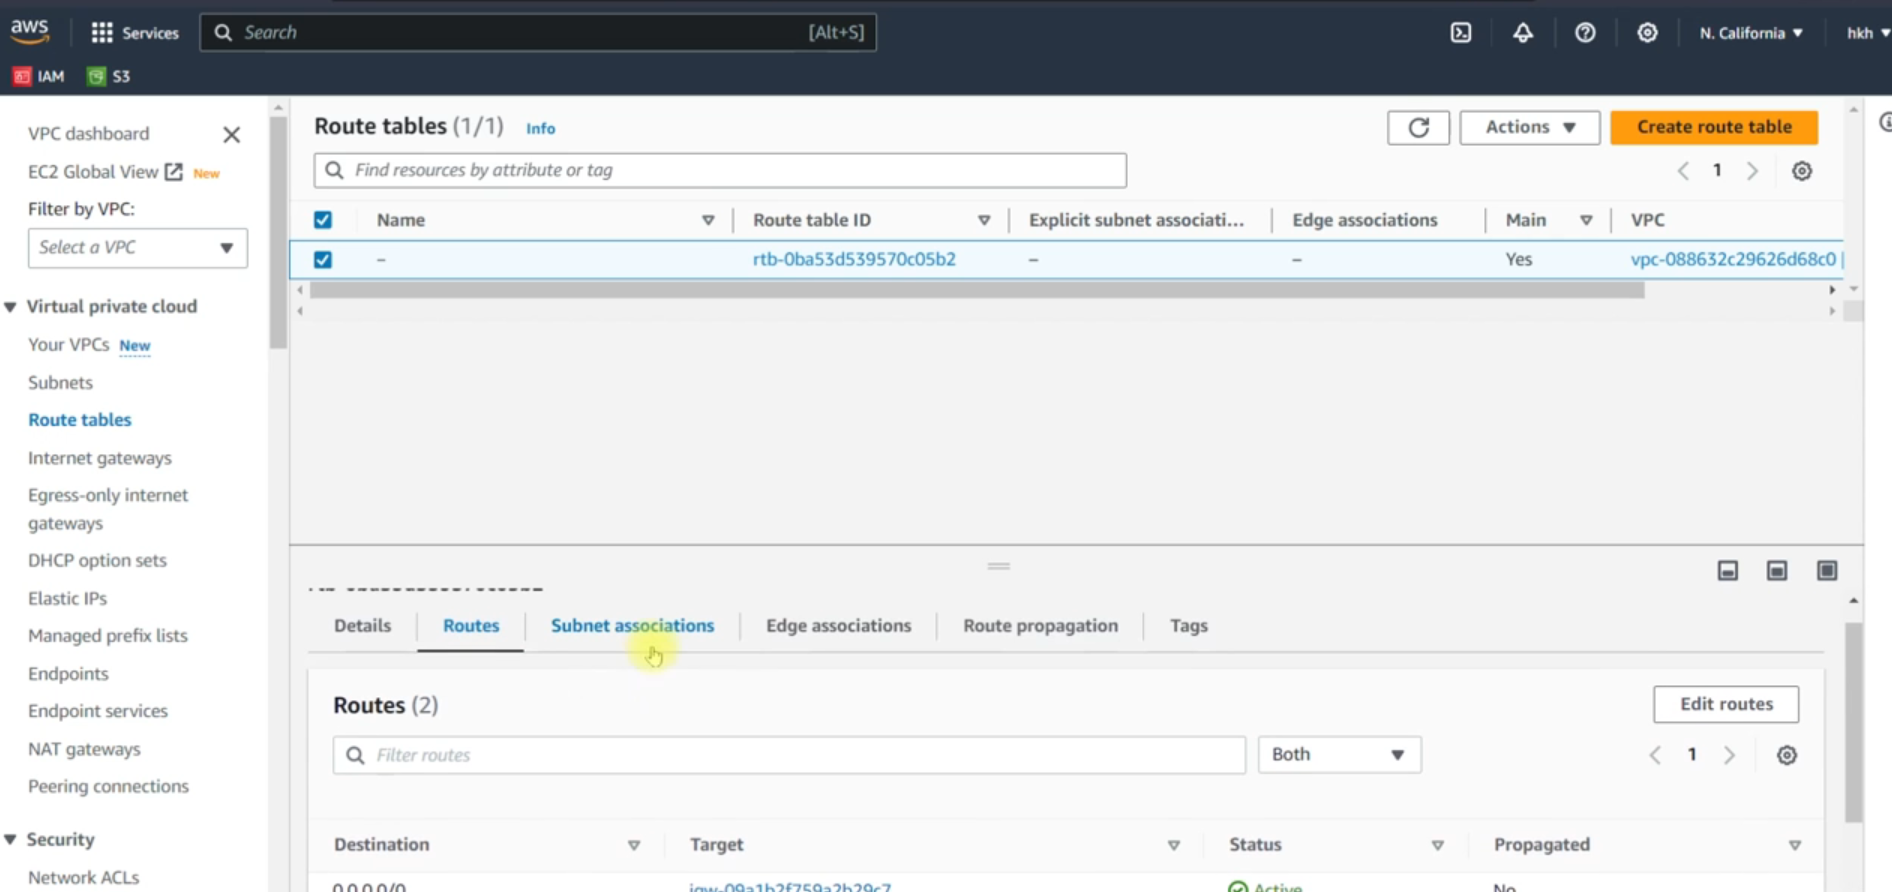 aws Services Search [Alt+S] N. California hkh
IAM S3
VPC dashboard
EC2 Global View New
Filter by VPC:
Select a VPC
Virtual private cloud
Your VPCs New
Subnets
Route tables
Internet gateways
Egress-only internet
gateways
DHCP option sets
Elastic IPs
Managed prefix lists
Endpoints
Endpoint services
NAT gateways
Peering connections
Security
Network ACLs
Route tables (1/1) Info
Actions Create route table
Find resources by attribute or tag
1
Name Route table ID Explicit subnet associati... Edge associations Main VPC
– rtb-0ba53d539570c05b2 – – Yes vpc-088632c29626d68c0 |
Details Routes Subnet associations Edge associations Route propagation Tags
Routes (2) Edit routes
Filter routes Both 1
Destination Target Status Propagated
0.0.0.0/0 igw-09a1b2f759a2b29c7 Active No